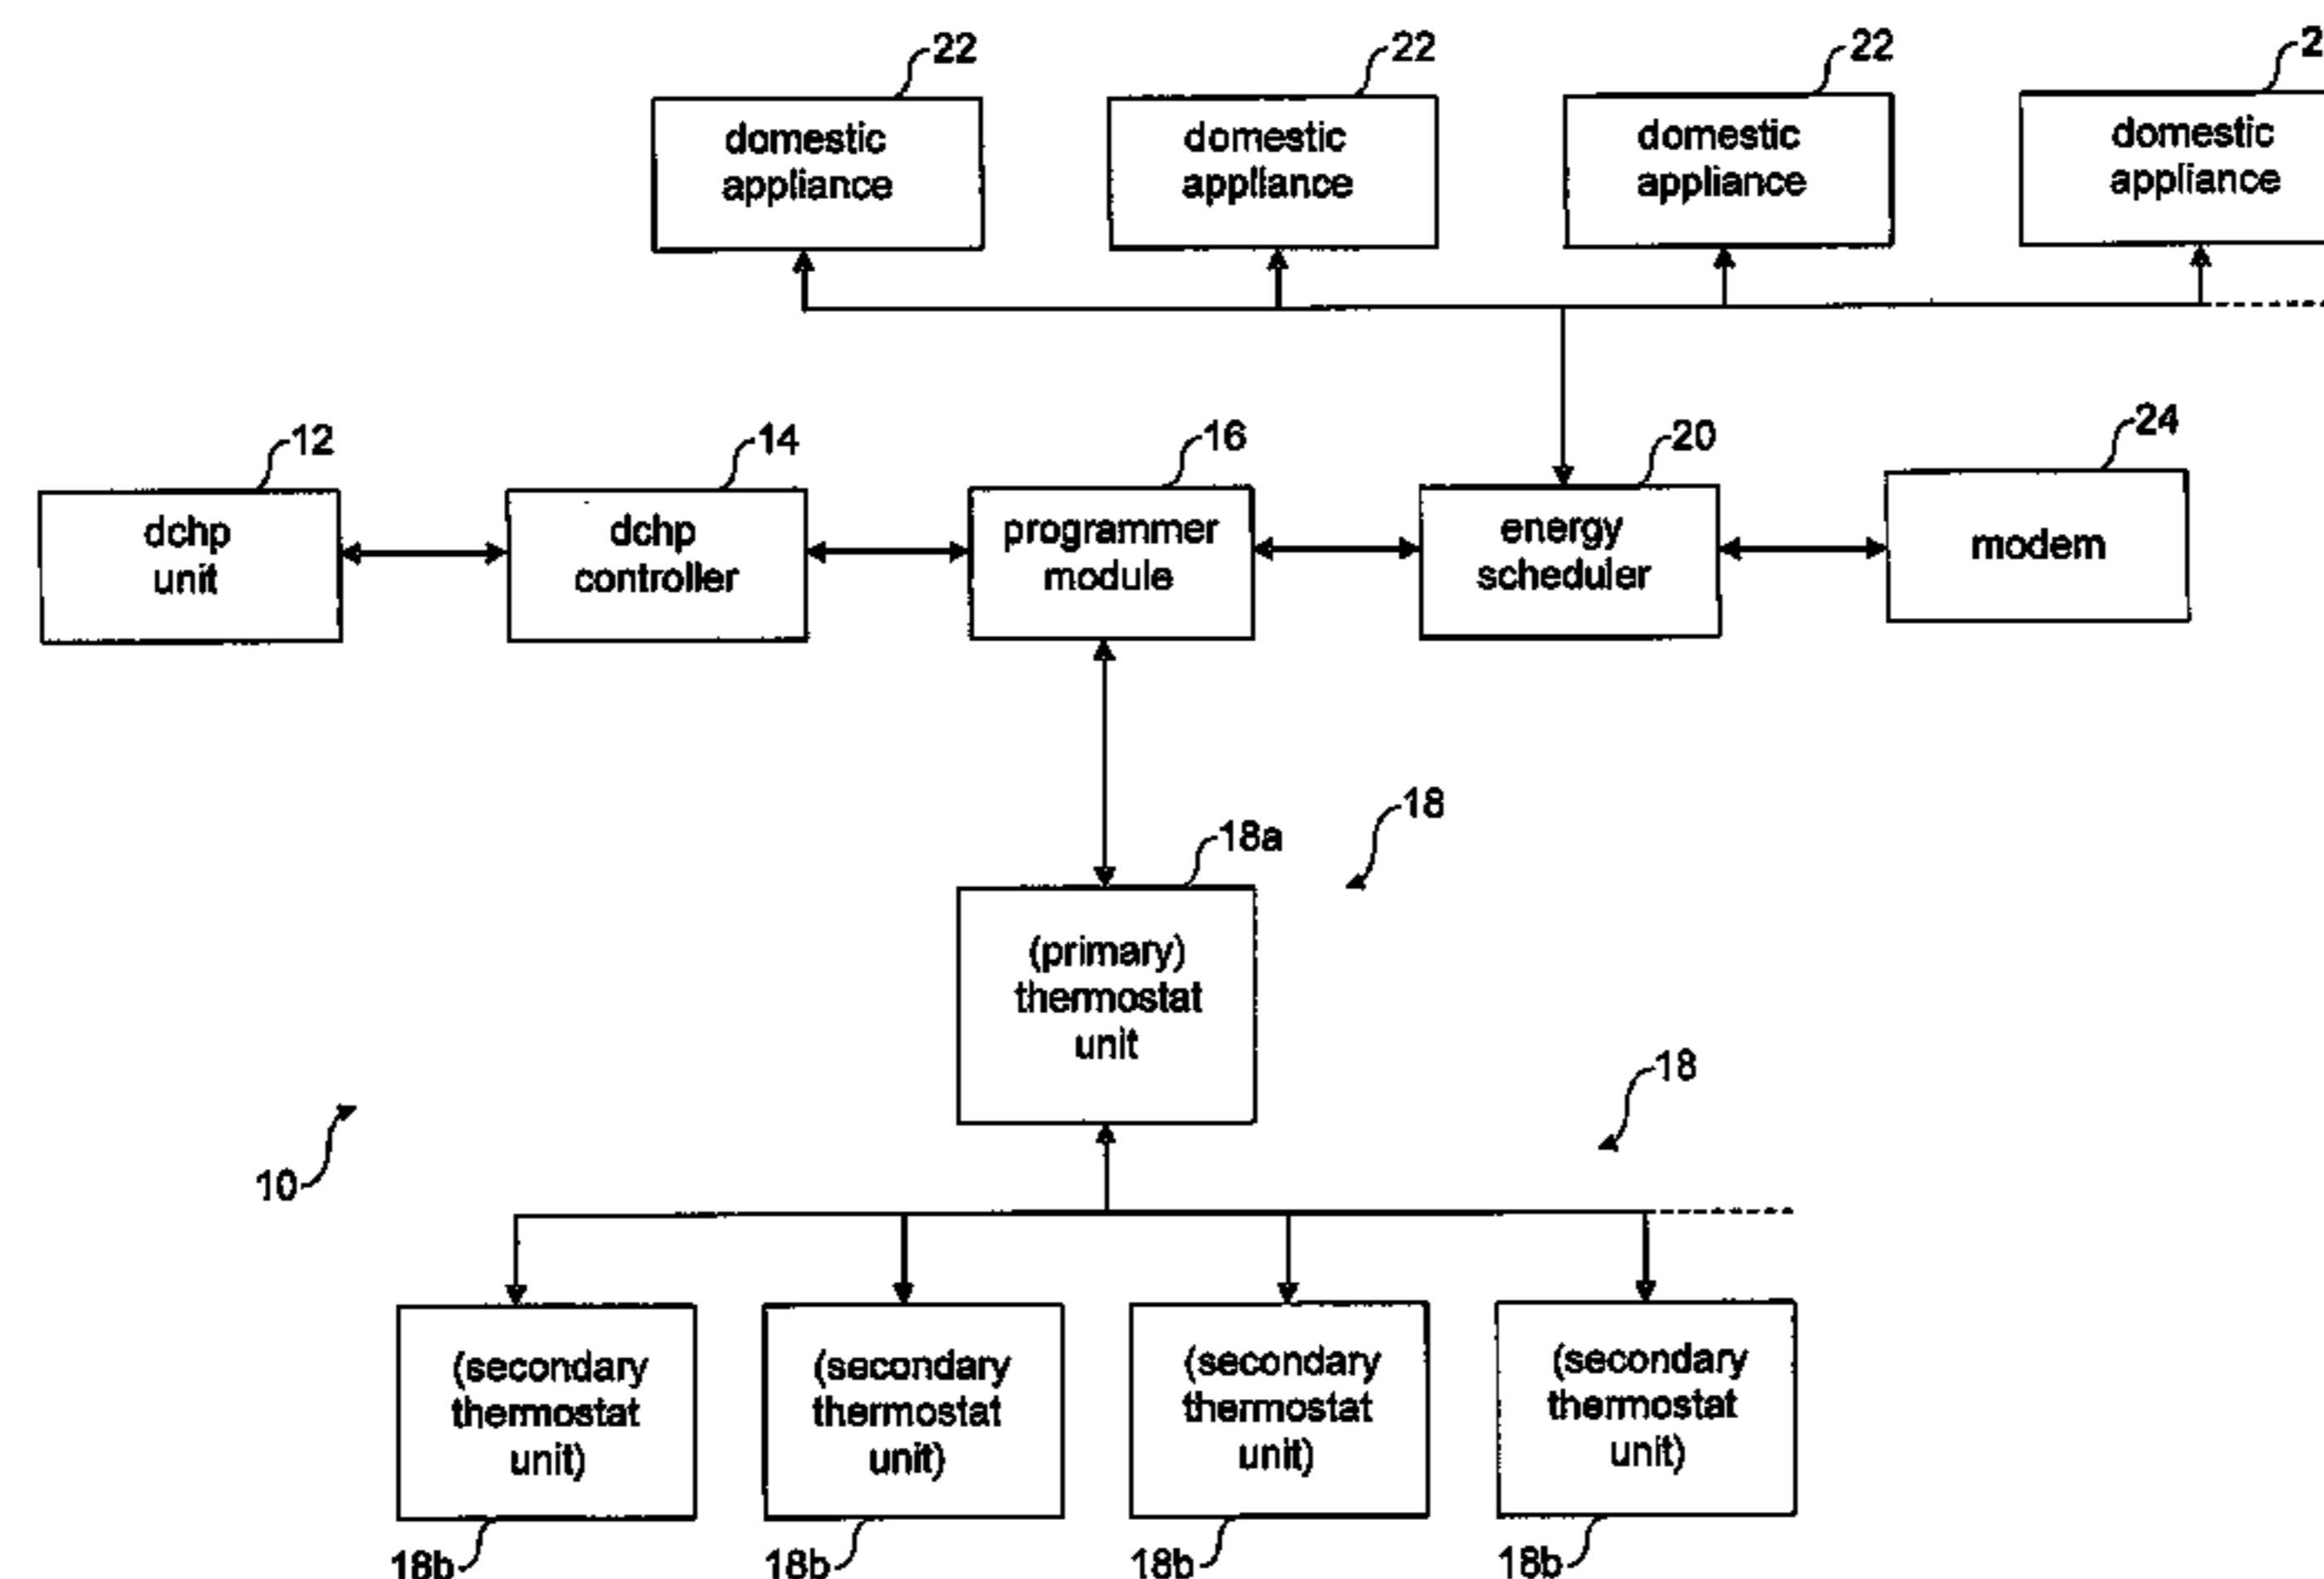 22
22
22
2
domestic
appliance
domestic
appliance
domestic
appliance
domestic
appliance
12
14
16
20
24
dchp
unit
dchp
controller
programmer
module
energy
scheduler
modem
18
18a
(primary)
thermostat
unit
18
10
(secondary
thermostat
unit)
(secondary
thermostat
unit)
(secondary
thermostat
unit)
(secondary
thermostat
unit)
18b
18b
18b
18b